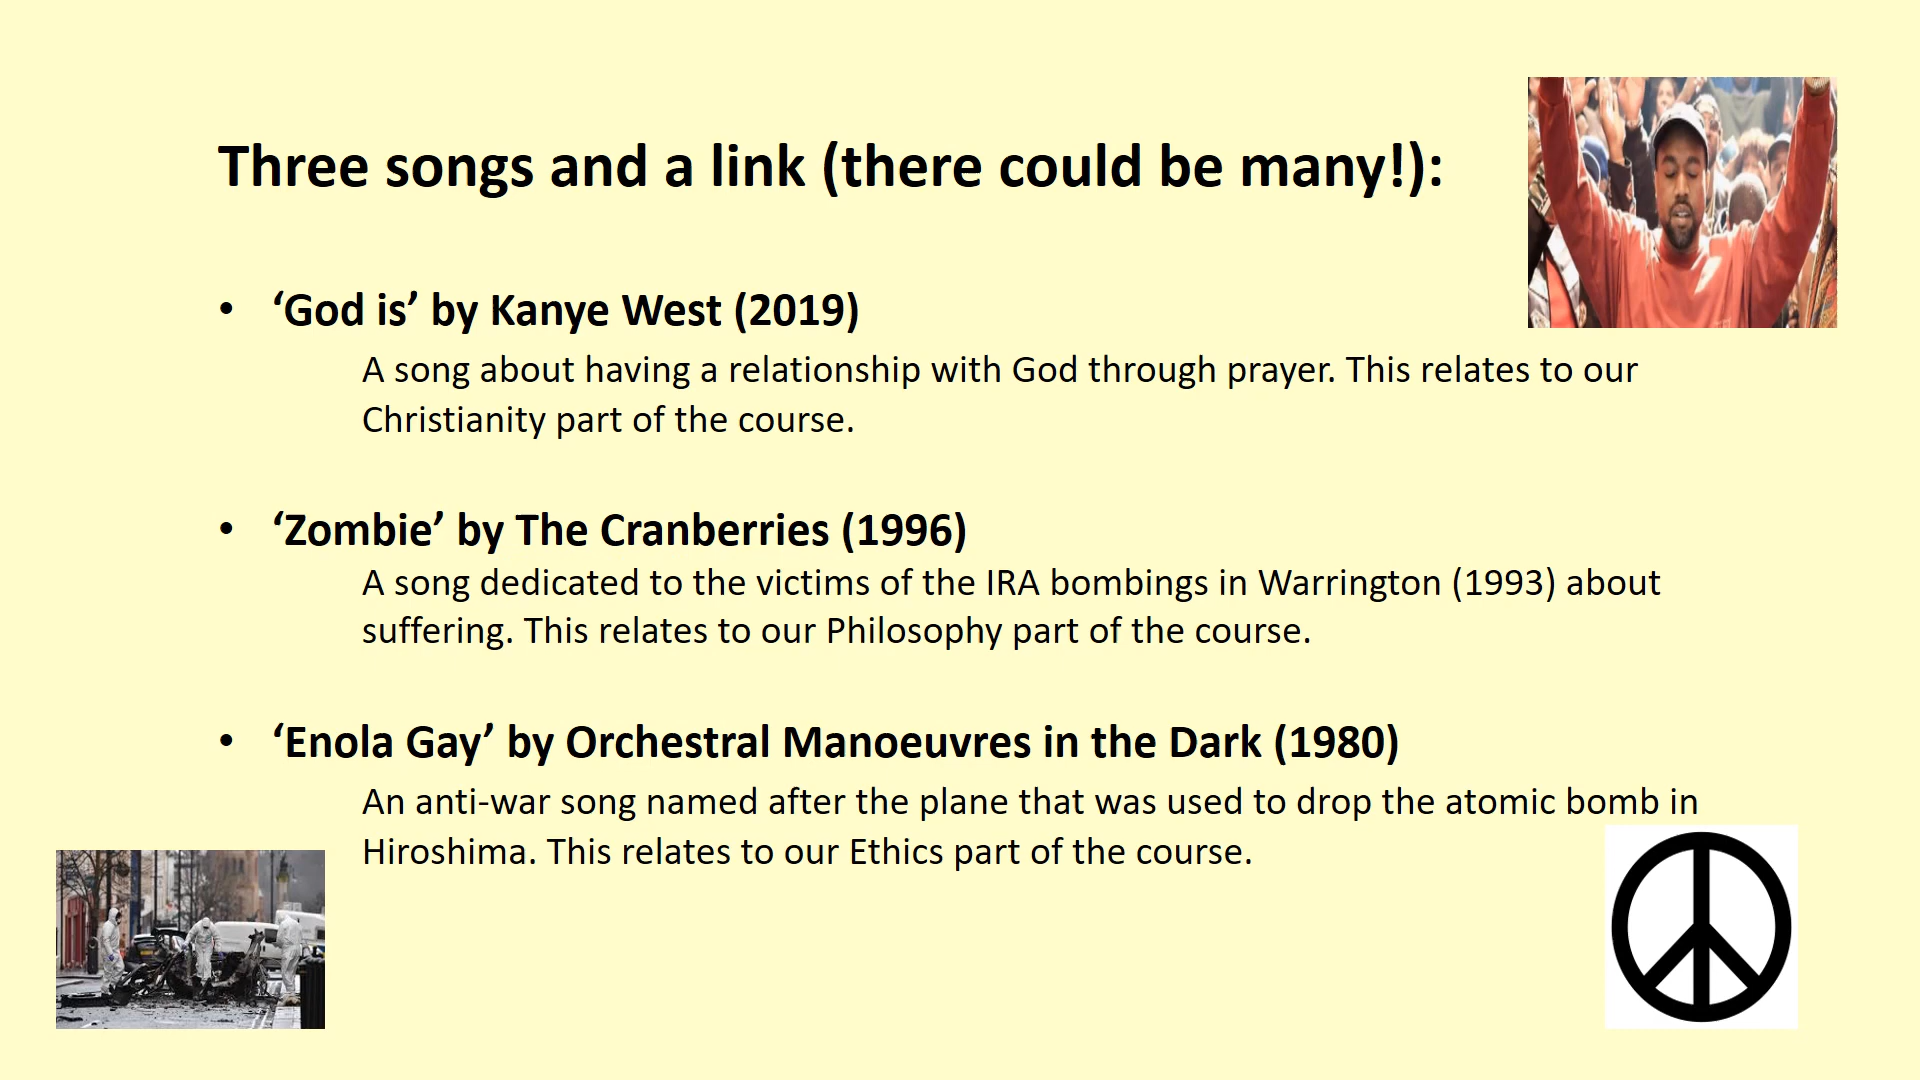 Three songs and a link (there could be many!):
• ‘God is’ by Kanye West (2019)
A song about having a relationship with God through prayer. This relates to our
Christianity part of the course.
• ‘Zombie’ by The Cranberries (1996)
A song dedicated to the victims of the IRA bombings in Warrington (1993) about
suffering. This relates to our Philosophy part of the course.
• ‘Enola Gay’ by Orchestral Manoeuvres in the Dark (1980)
An anti-war song named after the plane that was used to drop the atomic bomb in
Hiroshima. This relates to our Ethics part of the course.